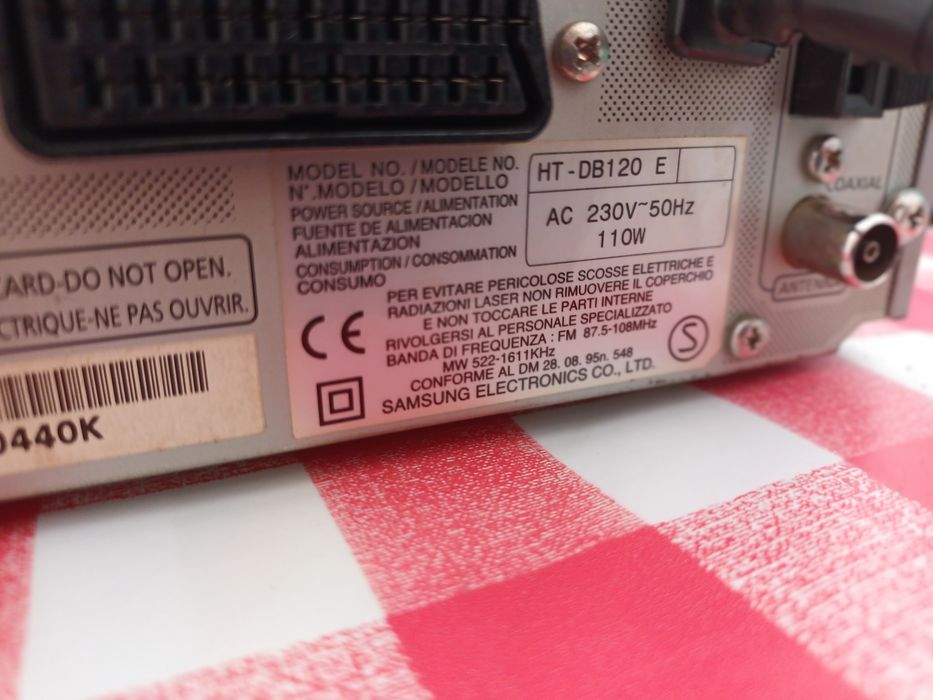 MODEL NO. / MODELE NO.
N°.MODELO / MODELLO
HT-DB120 E
POWER SOURCE / ALIMENTATION
FUENTE DE ALIMENTACION
ALIMENTAZION
AC 230V~50Hz
CONSUMPTION / CONSOMMATION
CONSUMO
110W
PER EVITARE PERICOLOSE SCOSSE ELETTRICHE E
RADIAZIONI LASER NON RIMUOVERE IL COPERCHIO
E NON TOCCARE LE PARTI INTERNE
RIVOLGERSI AL PERSONALE SPECIALIZZATO
BANDA DI FREQUENZA : FM 87.5-108MHz
MW 522-1611KHz
CONFORME AL DM 28. 08. 95n. 548
SAMSUNG ELECTRONICS CO., LTD.
CE
S
ZARD-DO NOT OPEN.
ECTRIQUE-NE PAS OUVRIR.
0440K
COAXIAL
ANTENNA